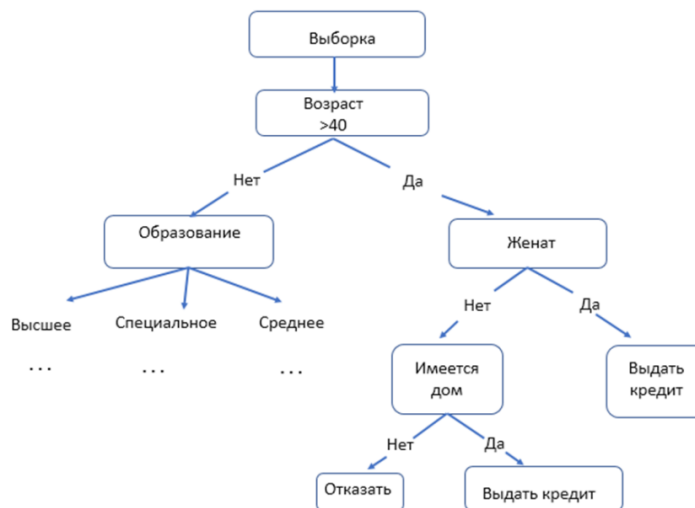 Выборка
Возраст
>40
Нет
Да
Образование
Женат
Высшее
Специальное
Среднее
...
...
...
Нет
Да
Имеется
дом
Выдать
кредит
Нет
Да
Отказать
Выдать кредит